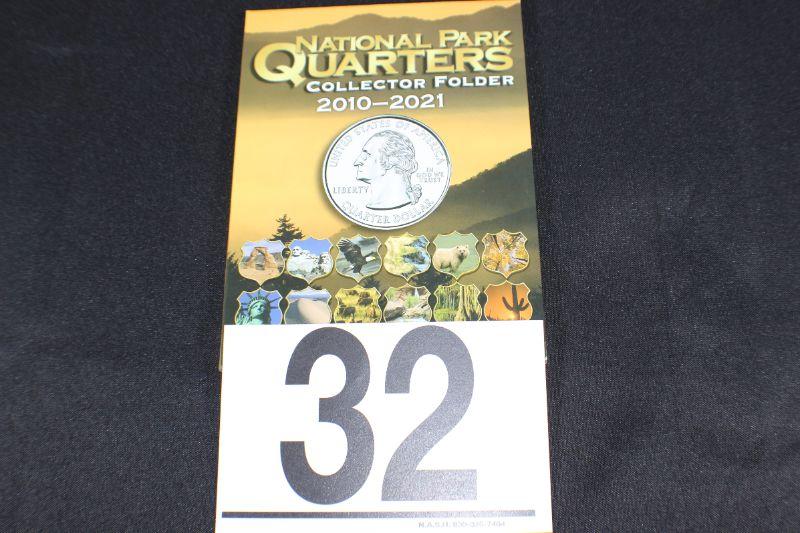 NATIONAL PARK
QUARTERS
COLLECTOR FOLDER
2010–2021
UNITED STATES OF AMERICA
LIBERTY
IN
GOD WE
TRUST
QUARTER DOLLAR
32